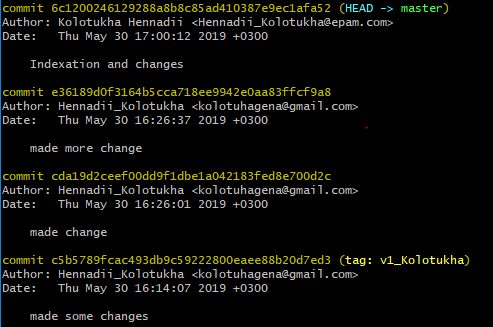 commit 6c1200246129288a8b8c85ad410387e9ec1afa52 (HEAD -> master)
Author: Kolotukha Hennadii <Hennadii_Kolotukha@epam.com>
Date:   Thu May 30 17:00:12 2019 +0300
Indexation and changes
commit e36189d0f3164b5cca718ee9942e0aa83ffcf9a8
Author: Hennadii_Kolotukha <kolotuhagena@gmail.com>
Date:   Thu May 30 16:26:37 2019 +0300
made more change
commit cda19d2ceef00dd9f1dbe1a042183fed8e700d2c
Author: Hennadii_Kolotukha <kolotuhagena@gmail.com>
Date:   Thu May 30 16:26:01 2019 +0300
made change
commit c5b5789fcac493db9c59222800eaee88b20d7ed3 (tag: v1_Kolotukha)
Author: Hennadii_Kolotukha <kolotuhagena@gmail.com>
Date:   Thu May 30 16:14:07 2019 +0300
made some changes